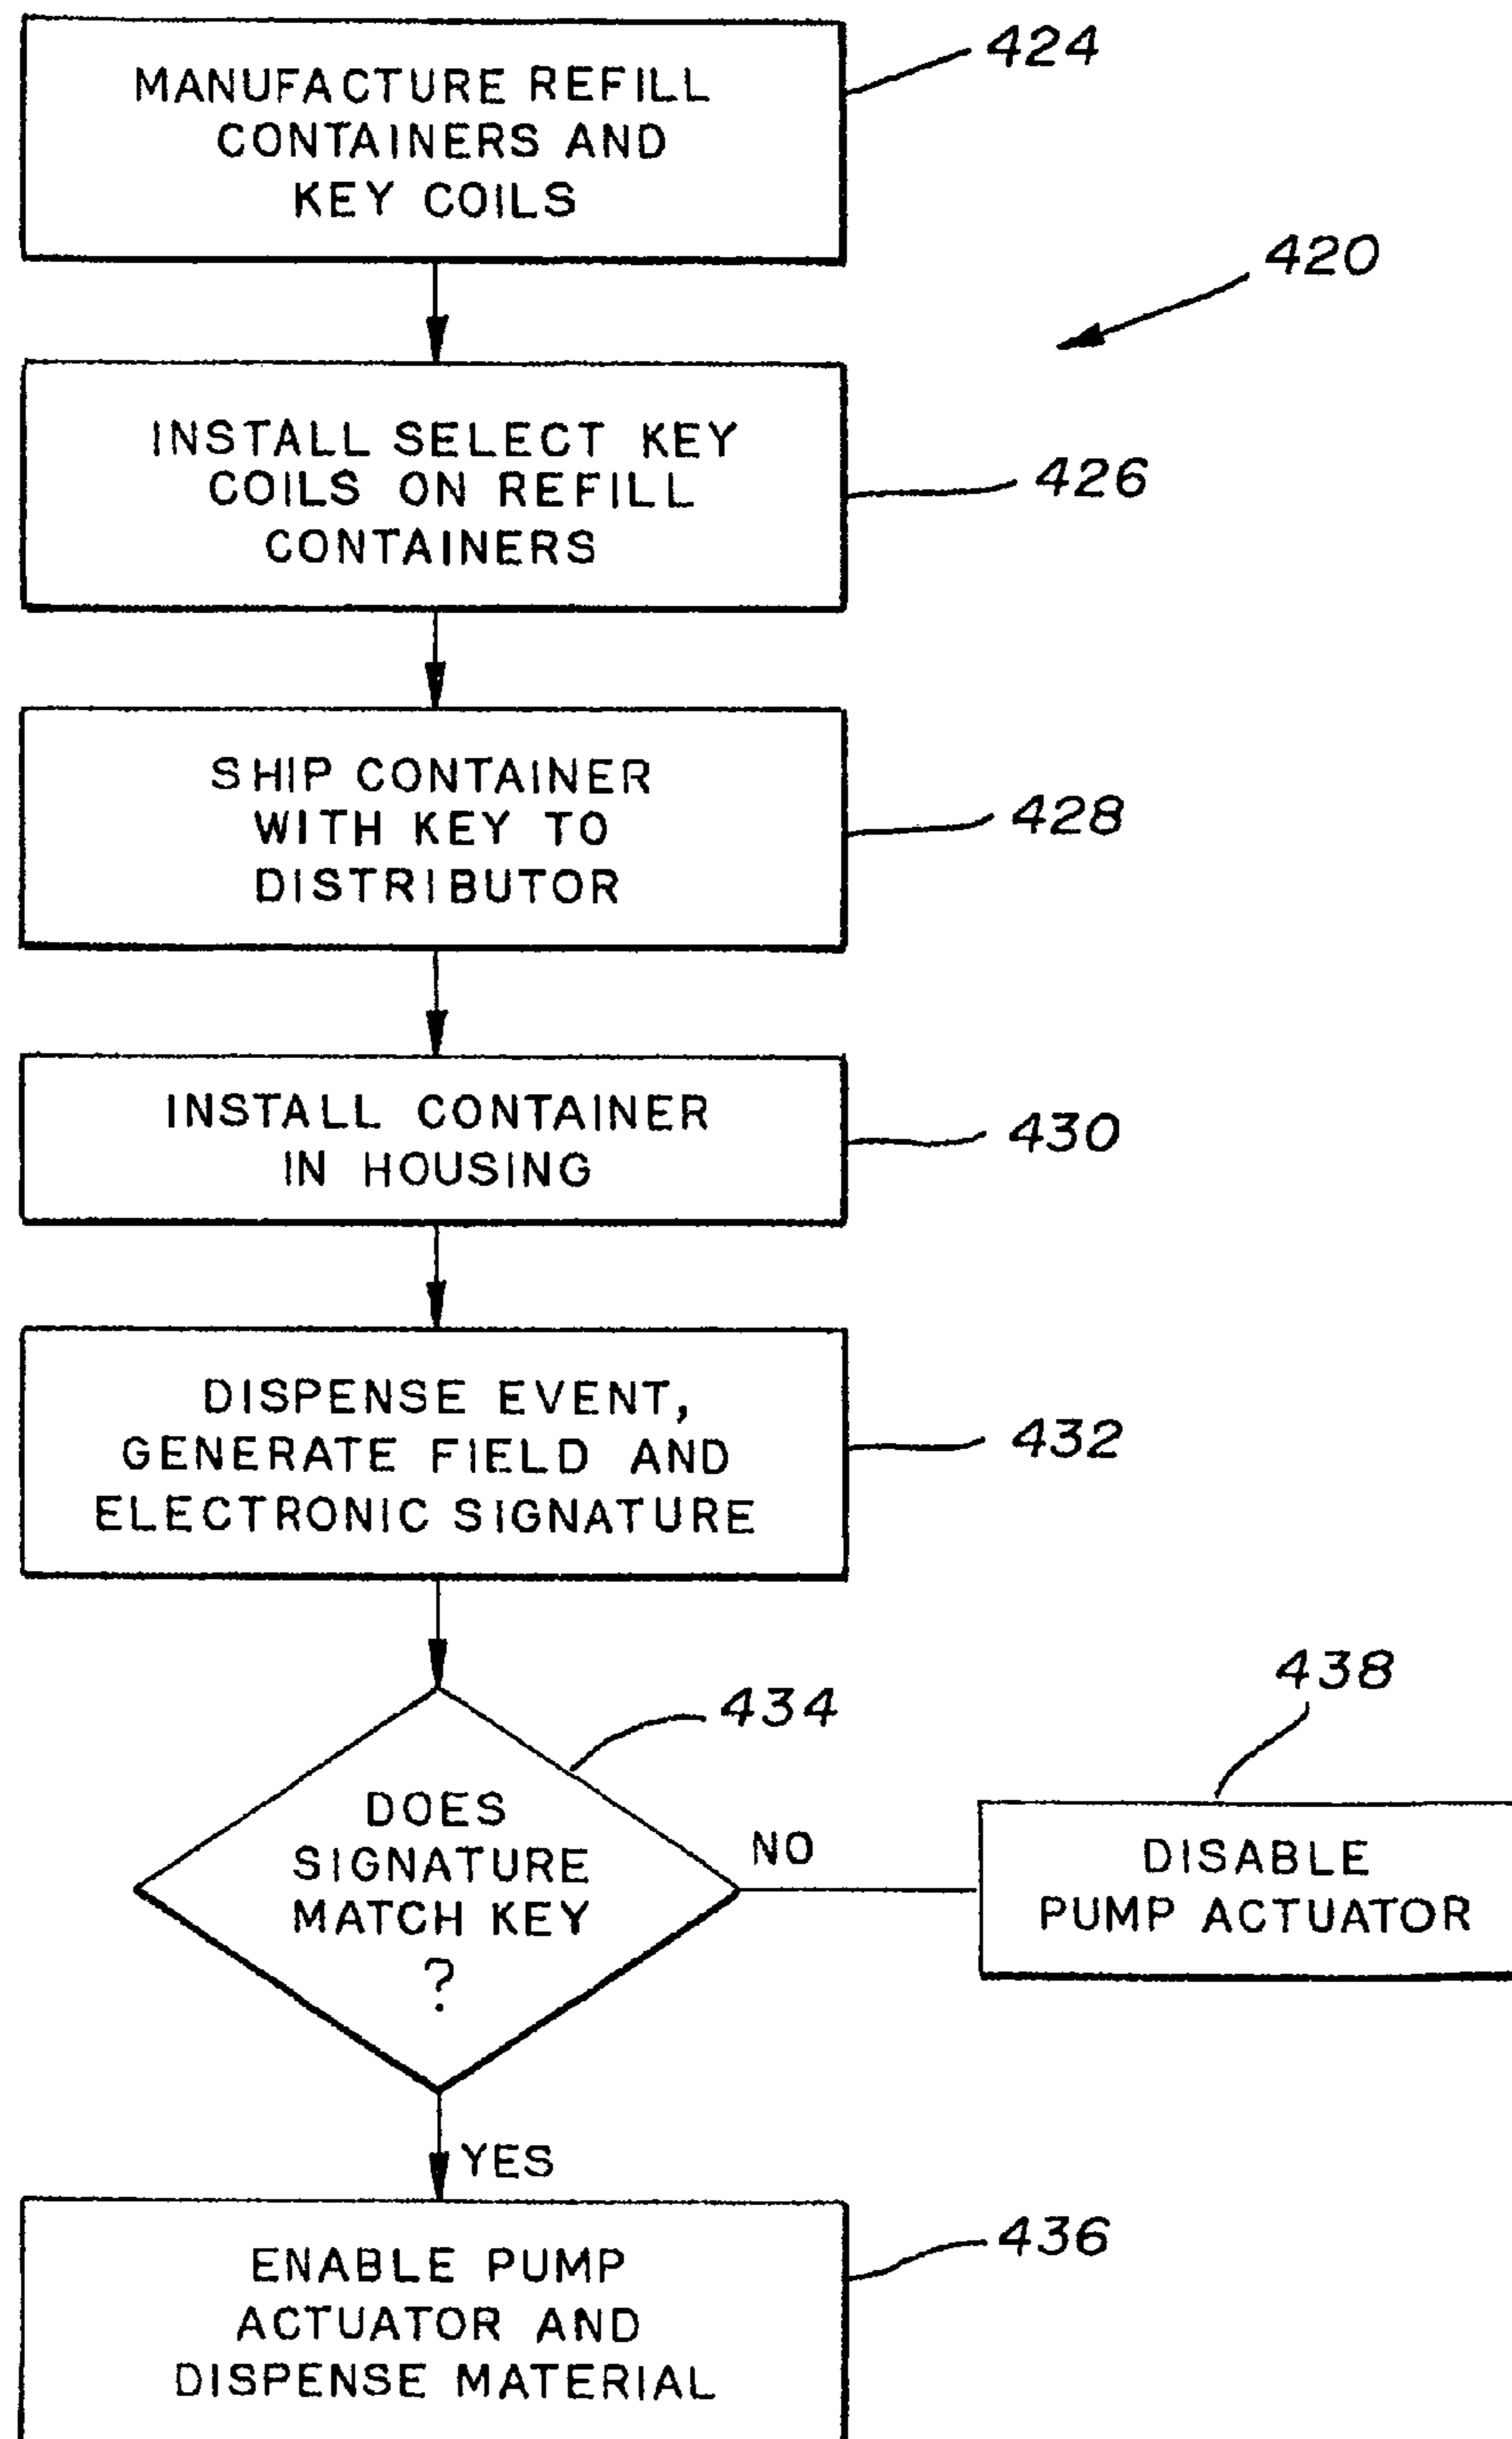 MANUFACTURE REFILL
CONTAINERS AND
KEY COILS
424
420
INSTALL SELECT KEY
COILS ON REFILL
CONTAINERS
426
SHIP CONTAINER
WITH KEY TO
DISTRIBUTOR
428
INSTALL CONTAINER
IN HOUSING
430
DISPENSE EVENT,
GENERATE FIELD AND
ELECTRONIC SIGNATURE
432
434
DOES
SIGNATURE
MATCH KEY
?
NO
438
DISABLE
PUMP ACTUATOR
YES
ENABLE PUMP
ACTUATOR AND
DISPENSE MATERIAL
436